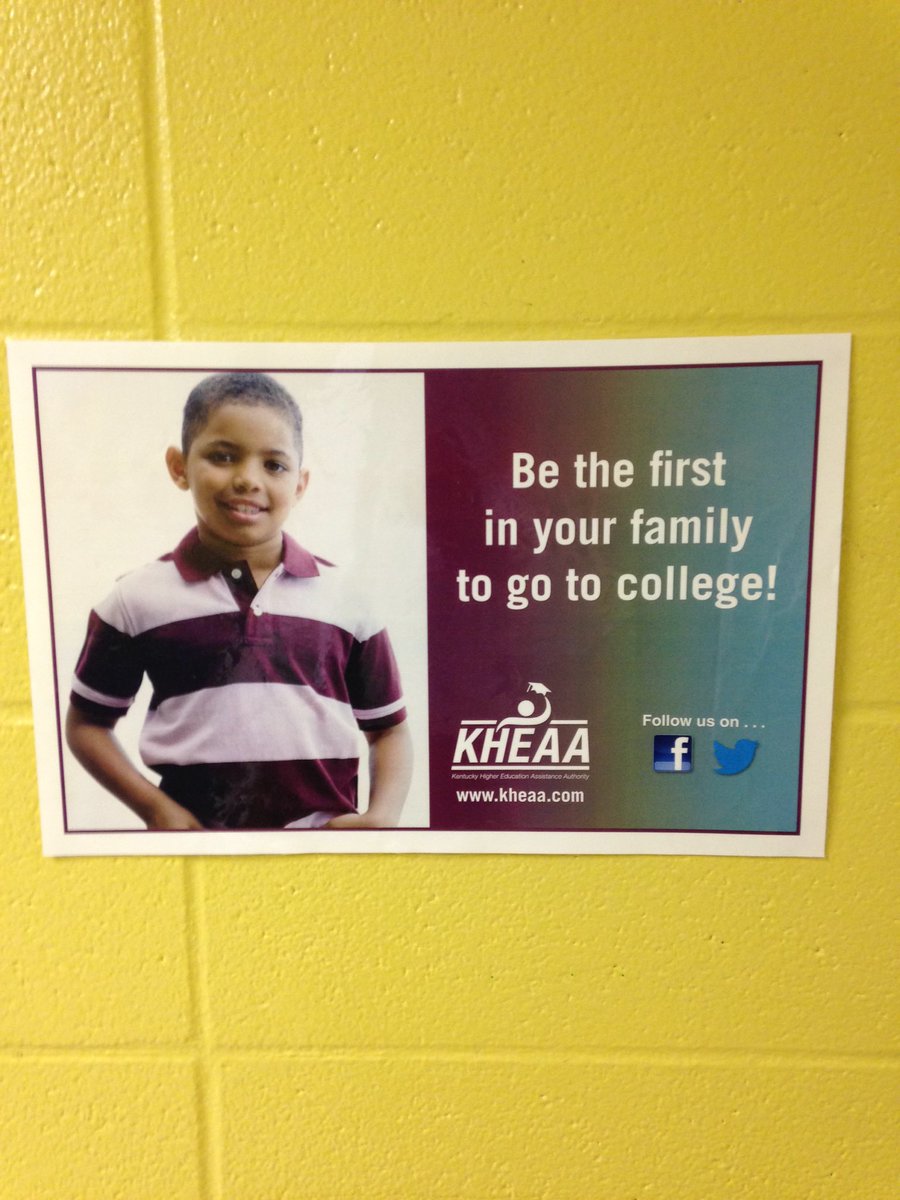 Be the first
in your family
to go to college!
KHEAA
Kentucky Higher Education Assistance Authority
www.kheaa.com
Follow us on . . .
f